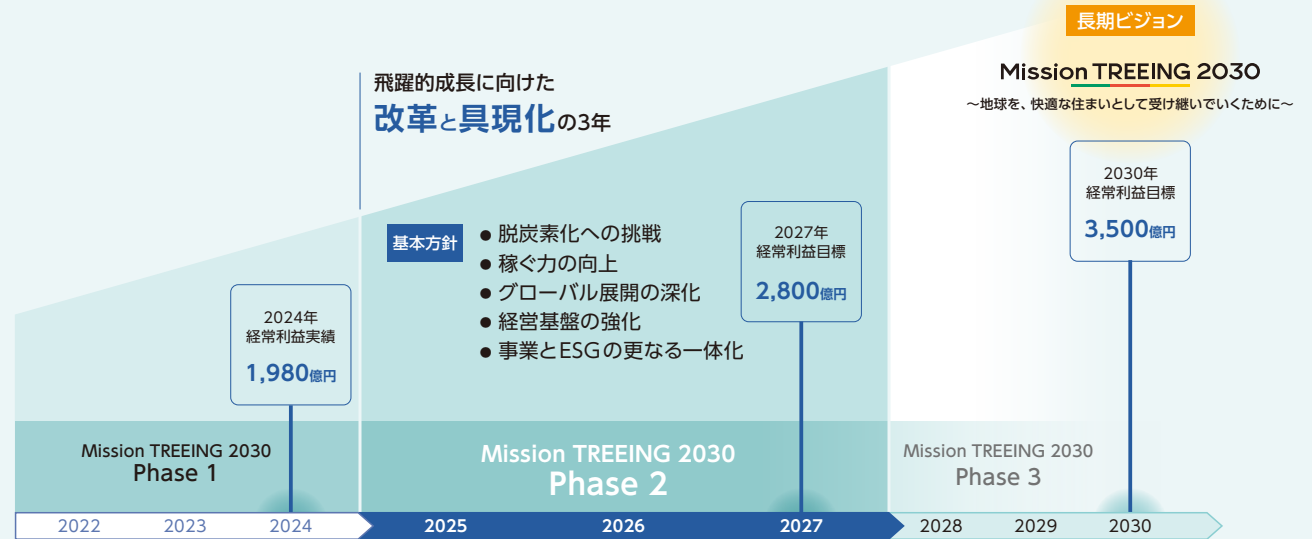 長期ビジョン
Mission TREEING 2030
～地球を、快適な住まいとして受け継いでいくために～
飛躍的成長に向けた
改革と具現化の3年
基本方針
● 脱炭素化への挑戦
● 稼ぐ力の向上
● グローバル展開の深化
● 経営基盤の強化
● 事業とESGの更なる一体化
2024年
経常利益実績
1,980億円
2027年
経常利益目標
2,800億円
2030年
経常利益目標
3,500億円
Mission TREEING 2030
Phase 1
Mission TREEING 2030
Phase 2
Mission TREEING 2030
Phase 3
2022 2023 2024 2025 2026 2027 2028 2029 2030